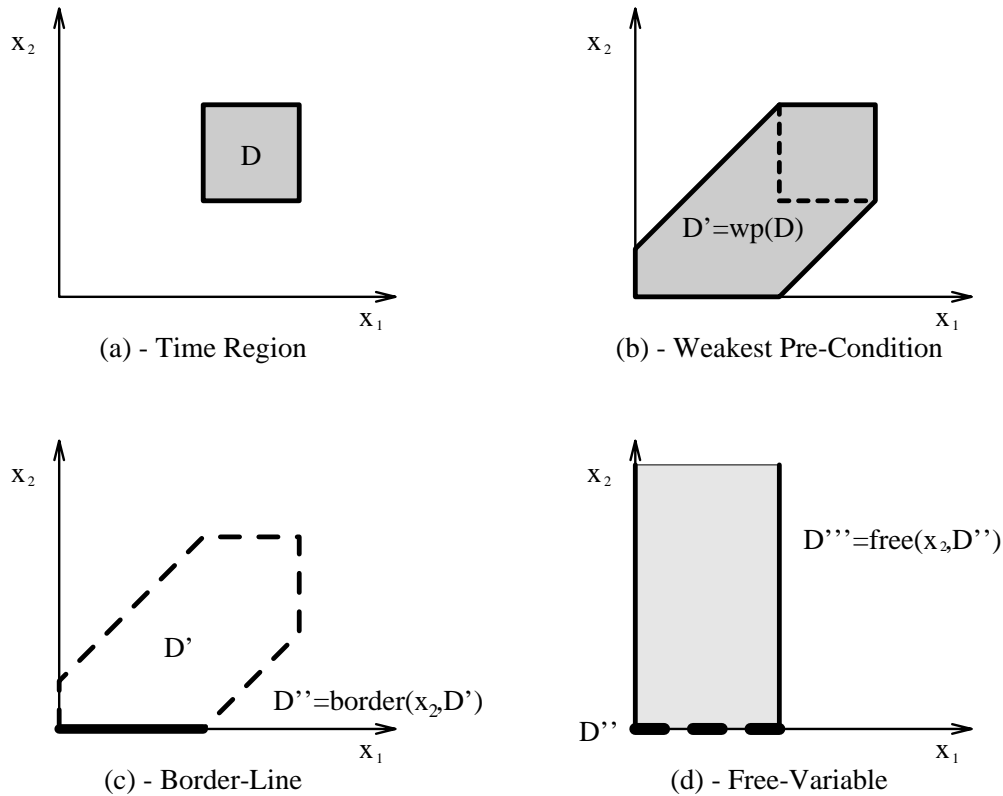 x₂
D
x₁
(a) - Time Region
x₂
D'=wp(D)
x₁
(b) - Weakest Pre-Condition
x₂
D'
D''=border(x₂,D')
x₁
(c) - Border-Line
x₂
D'''=free(x₂,D'')
D''
x₁
(d) - Free-Variable